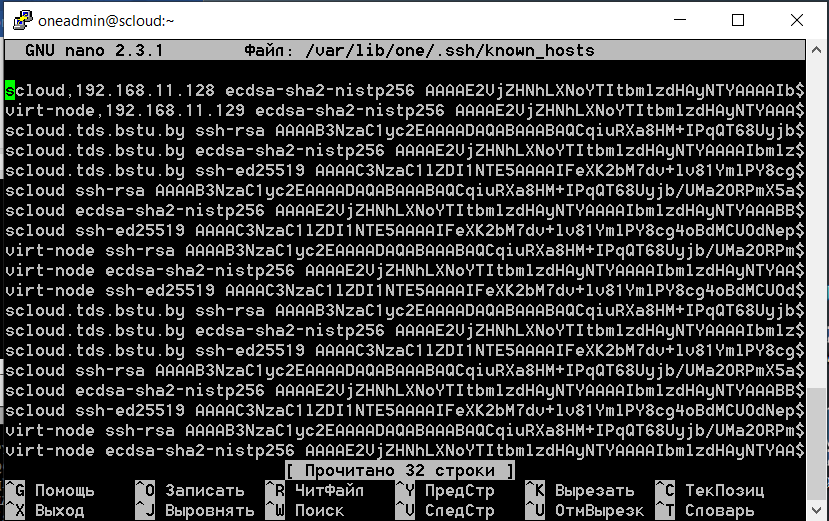 oneadmin@scloud:~
GNU nano 2.3.1 Файл: /var/lib/one/.ssh/known_hosts
scloud,192.168.11.128 ecdsa-sha2-nistp256 AAAAE2VjZHNhLXNoYTItbmlzdHAyNTYAAAAIb$
virt-node,192.168.11.129 ecdsa-sha2-nistp256 AAAAE2VjZHNhLXNoYTItbmlzdHAyNTYAAA$
scloud.tds.bstu.by ssh-rsa AAAAB3NzaC1yc2EAAAADAQABAAABAQCqiuRXa8HM+IPqQT68Uyjb$
scloud.tds.bstu.by ecdsa-sha2-nistp256 AAAAE2VjZHNhLXNoYTItbmlzdHAyNTYAAAAIbmlz$
scloud.tds.bstu.by ssh-ed25519 AAAAC3NzaC1lZDI1NTE5AAAAIFeXK2bM7dv+lv81YmlPY8cg$
scloud ssh-rsa AAAAB3NzaC1yc2EAAAADAQABAAABAQCqiuRXa8HM+IPqQT68Uyjb/UMa2ORPmX5a$
scloud ecdsa-sha2-nistp256 AAAAE2VjZHNhLXNoYTItbmlzdHAyNTYAAAAIbmlzdHAyNTYAAABB$
scloud ssh-ed25519 AAAAC3NzaC1lZDI1NTE5AAAAIFeXK2bM7dv+lv81YmlPY8cg4oBdMCUOdNep$
virt-node ssh-rsa AAAAB3NzaC1yc2EAAAADAQABAAABAQCqiuRXa8HM+IPqQT68Uyjb/UMa2ORPm$
virt-node ecdsa-sha2-nistp256 AAAAE2VjZHNhLXNoYTItbmlzdHAyNTYAAAAIbmlzdHAyNTYAA$
virt-node ssh-ed25519 AAAAC3NzaC1lZDI1NTE5AAAAIFeXK2bM7dv+lv81YmlPY8cg4oBdMCUOd$
scloud.tds.bstu.by ssh-rsa AAAAB3NzaC1yc2EAAAADAQABAAABAQCqiuRXa8HM+IPqQT68Uyjb$
scloud.tds.bstu.by ecdsa-sha2-nistp256 AAAAE2VjZHNhLXNoYTItbmlzdHAyNTYAAAAIbmlz$
scloud.tds.bstu.by ssh-ed25519 AAAAC3NzaC1lZDI1NTE5AAAAIFeXK2bM7dv+lv81YmlPY8cg$
scloud ssh-rsa AAAAB3NzaC1yc2EAAAADAQABAAABAQCqiuRXa8HM+IPqQT68Uyjb/UMa2ORPmX5a$
scloud ecdsa-sha2-nistp256 AAAAE2VjZHNhLXNoYTItbmlzdHAyNTYAAAAIbmlzdHAyNTYAAABB$
scloud ssh-ed25519 AAAAC3NzaC1lZDI1NTE5AAAAIFeXK2bM7dv+lv81YmlPY8cg4oBdMCUOdNep$
virt-node ssh-rsa AAAAB3NzaC1yc2EAAAADAQABAAABAQCqiuRXa8HM+IPqQT68Uyjb/UMa2ORPm$
virt-node ecdsa-sha2-nistp256 AAAAE2VjZHNhLXNoYTItbmlzdHAyNTYAAAAIbmlzdHAyNTYAA$
[ Прочитано 32 строки ]
^G Помощь ^O Записать ^R ЧитФайл ^Y ПредСтр ^K Вырезать ^C ТекПозиц
^X Выход ^J Выровнять ^W Поиск ^V СледСтр ^U ОтмВырезк ^T Словарь